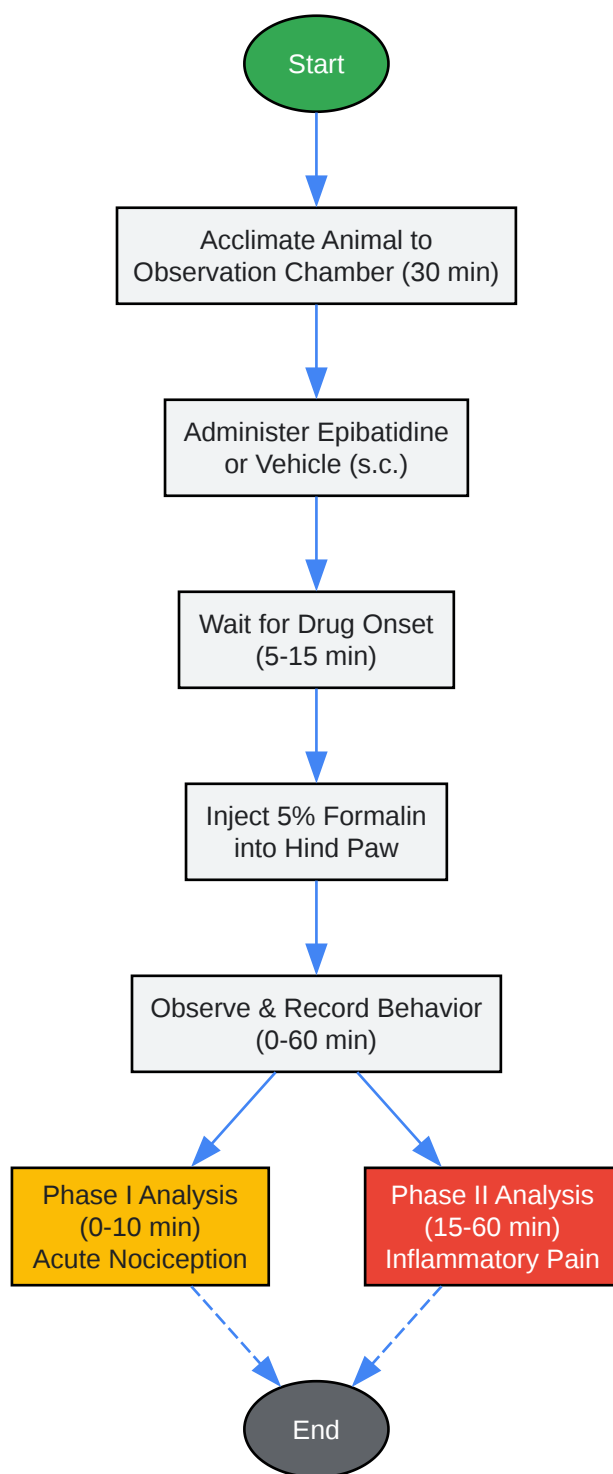 Start
Acclimate Animal to
Observation Chamber (30 min)
Administer Epibatidine
or Vehicle (s.c.)
Wait for Drug Onset
(5-15 min)
Inject 5% Formalin
into Hind Paw
Observe & Record Behavior
(0-60 min)
Phase I Analysis
(0-10 min)
Acute Nociception
Phase II Analysis
(15-60 min)
Inflammatory Pain
End